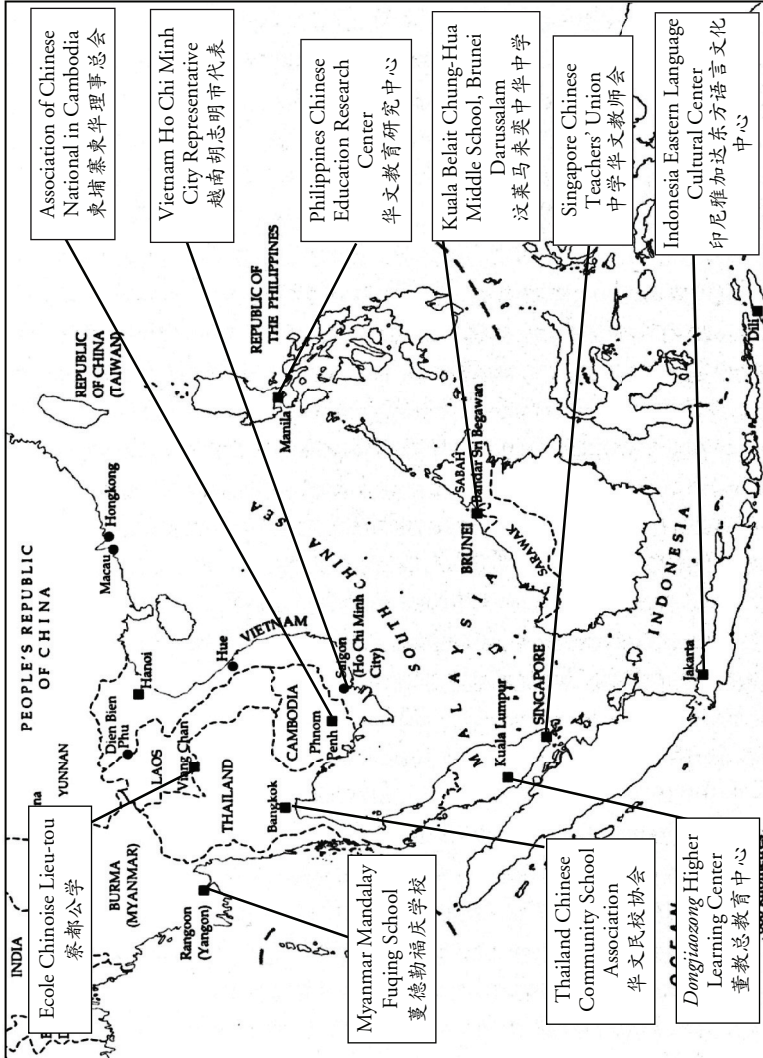 Association of Chinese
National in Cambodia
柬埔寨柬华理事总会
Vietnam Ho Chi Minh
City Representative
越南胡志明市代表
Philippines Chinese
Education Research
Center
华文教育研究中心
Kuala Belait Chung-Hua
Middle School, Brunei
Darussalam
汶莱马来奕中华中学
Singapore Chinese
Teachers' Union
中学华文教师会
Indonesia Eastern Language
Cultural Center
印尼雅加达东方语言文化
中心
REPUBLIC
OF CHINA
(TAIWAN)
REPUBLIC OF
THE PHILIPPINES
Manila
PEOPLE'S REPUBLIC
OF CHINA
Hongkong
Macau
SOUTH CHINA SEA
SABAH
Bandar Sri Begawan
BRUNEI
SARAWAK
Dili
INDIA
na
YUNNAN
Dien Bien
Phu
Hanoi
LAOS
Viang Chan
Hue
VIETNAM
BURMA
(MYANMAR)
THAILAND
Rangoon
(Yangon)
Bangkok
CAMBODIA
Phnom
Penh
Saigon
(Ho Chi Minh
City)
MALAYSIA
Kuala Lumpur
SINGAPORE
INDONESIA
Jakarta
Ecole Chinoise Lieu-tou
寮都公学
Myanmar Mandalay
Fuqing School
蔓德勒福庆学校
Thailand Chinese
Community School
Association
华文民校协会
Dongjiaozong Higher
Learning Center
董教总教育中心